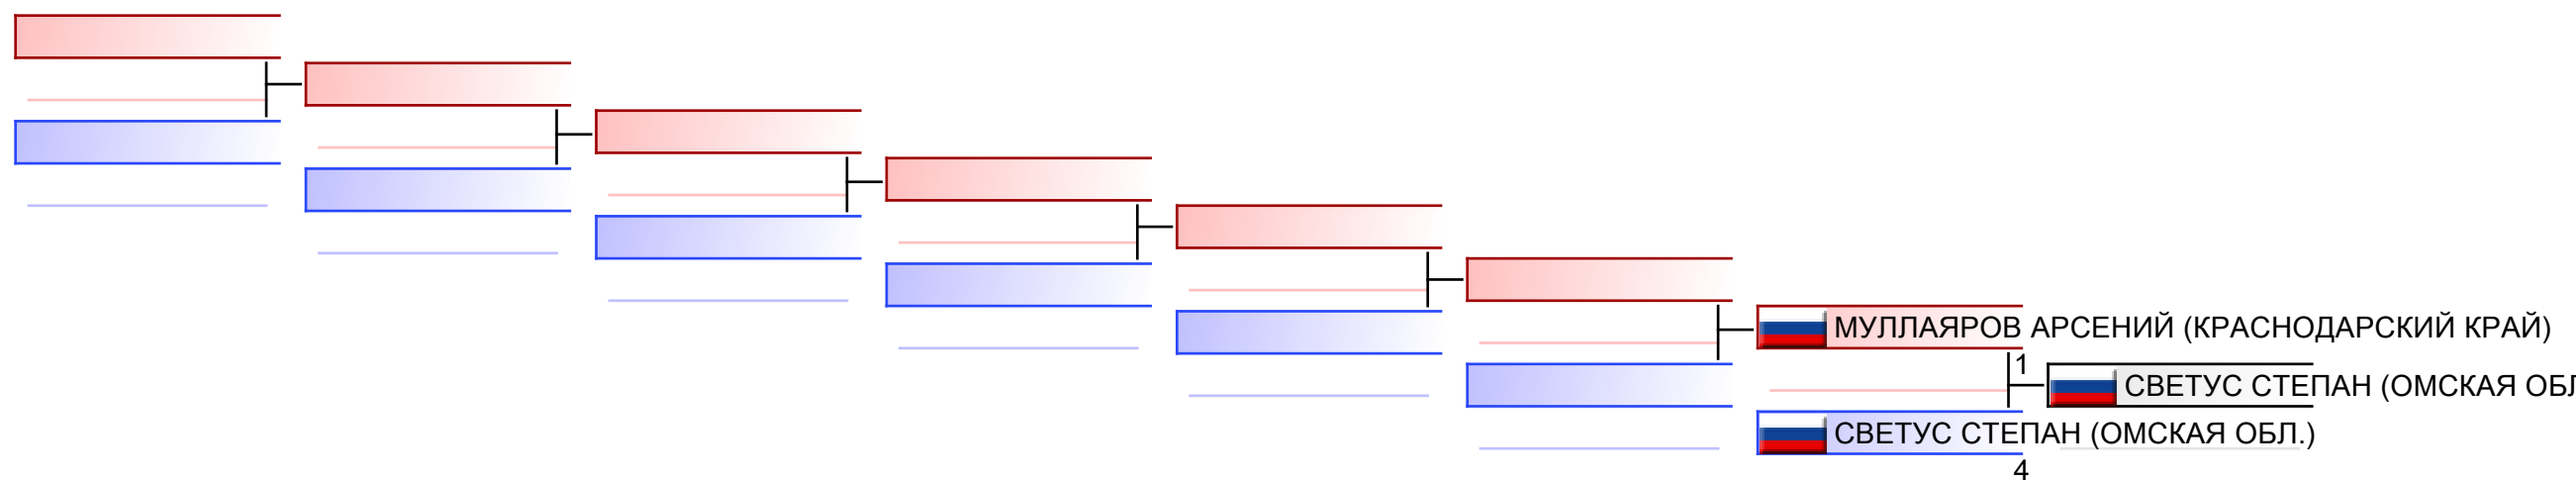 МУЛЛАЯРОВ АРСЕНИЙ (КРАСНОДАРСКИЙ КРАЙ)
1
СВЕТУС СТЕПАН (ОМСКАЯ ОБЛ
СВЕТУС СТЕПАН (ОМСКАЯ ОБЛ.)
4